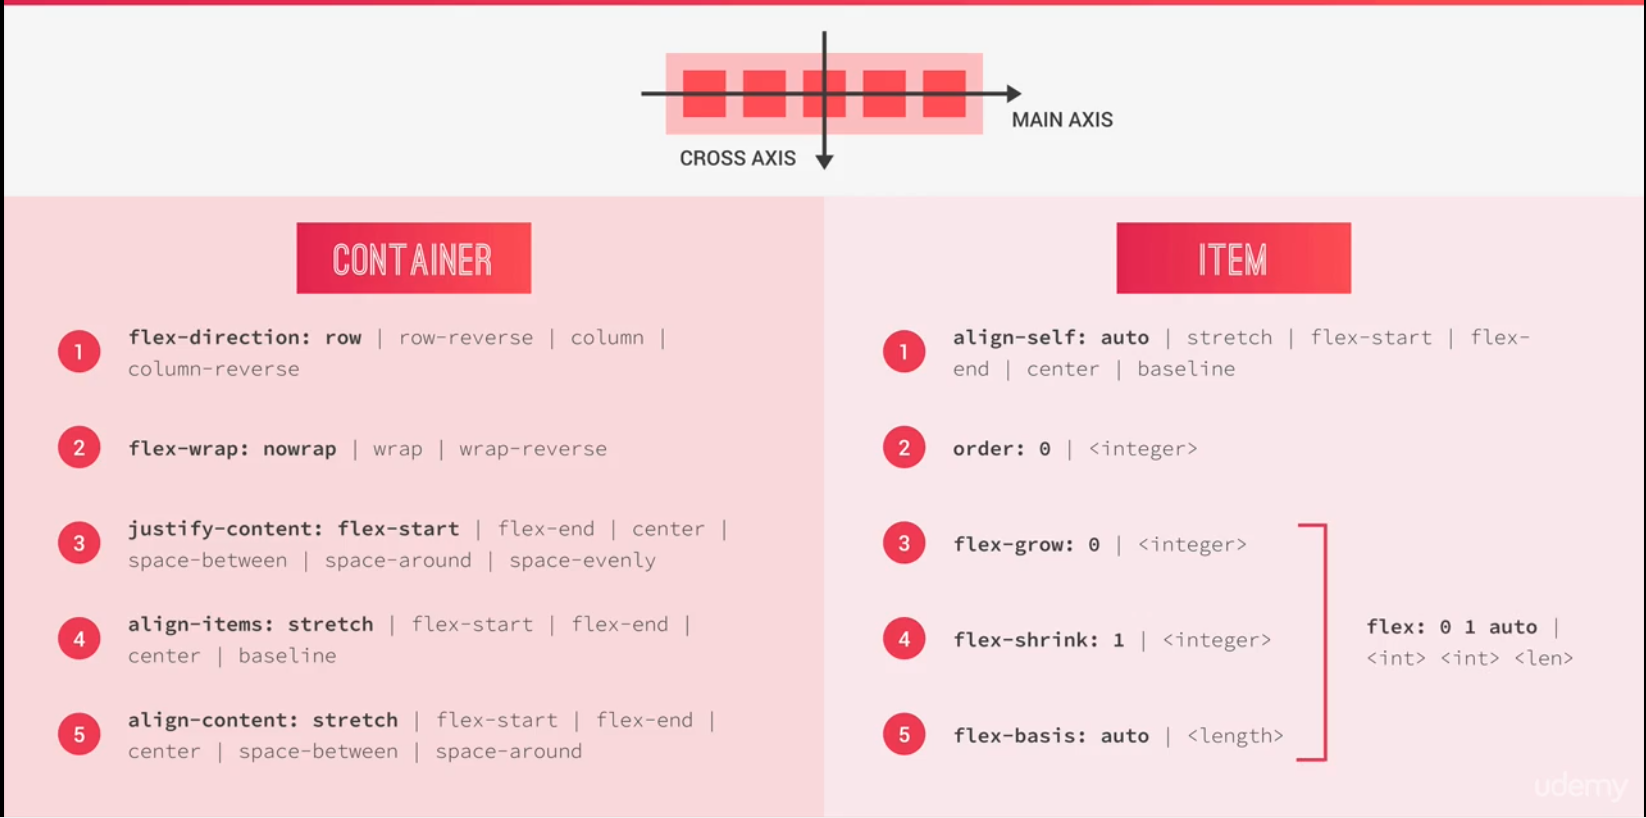 MAIN AXIS
CROSS AXIS
CONTAINER
1
flex-direction: row | row-reverse | column |
column-reverse
2
flex-wrap: nowrap | wrap | wrap-reverse
3
justify-content: flex-start | flex-end | center |
space-between | space-around | space-evenly
4
align-items: stretch | flex-start | flex-end |
center | baseline
5
align-content: stretch | flex-start | flex-end |
center | space-between | space-around
ITEM
1
align-self: auto | stretch | flex-start | flex-
end | center | baseline
2
order: 0 | <integer>
3
flex-grow: 0 | <integer>
4
flex-shrink: 1 | <integer>
5
flex-basis: auto | <length>
flex: 0 1 auto |
<int> <int> <len>
udemy